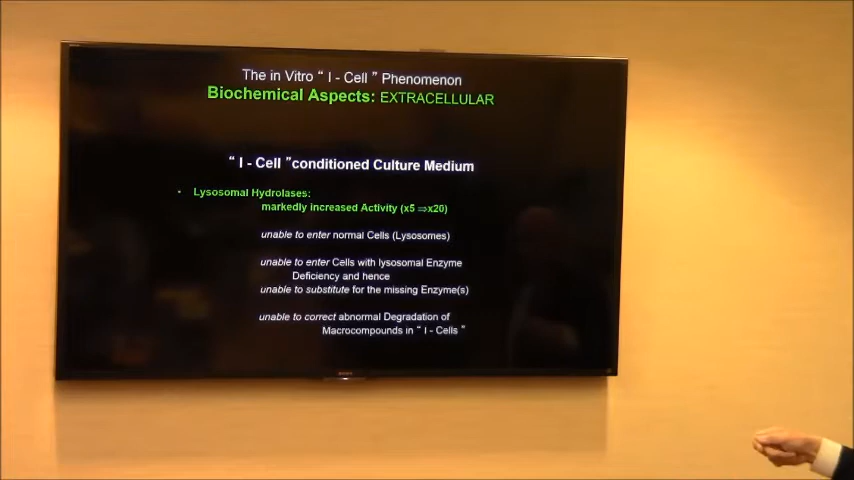 The in Vitro “ I - Cell ” Phenomenon
Biochemical Aspects: EXTRACELLULAR
“ I - Cell ”conditioned Culture Medium
• Lysosomal Hydrolases:
markedly increased Activity (x5 ⇒x20)
unable to enter normal Cells (Lysosomes)
unable to enter Cells with lysosomal Enzyme
Deficiency and hence
unable to substitute for the missing Enzyme(s)
unable to correct abnormal Degradation of
Macrocompounds in “ I - Cells ”
SONY